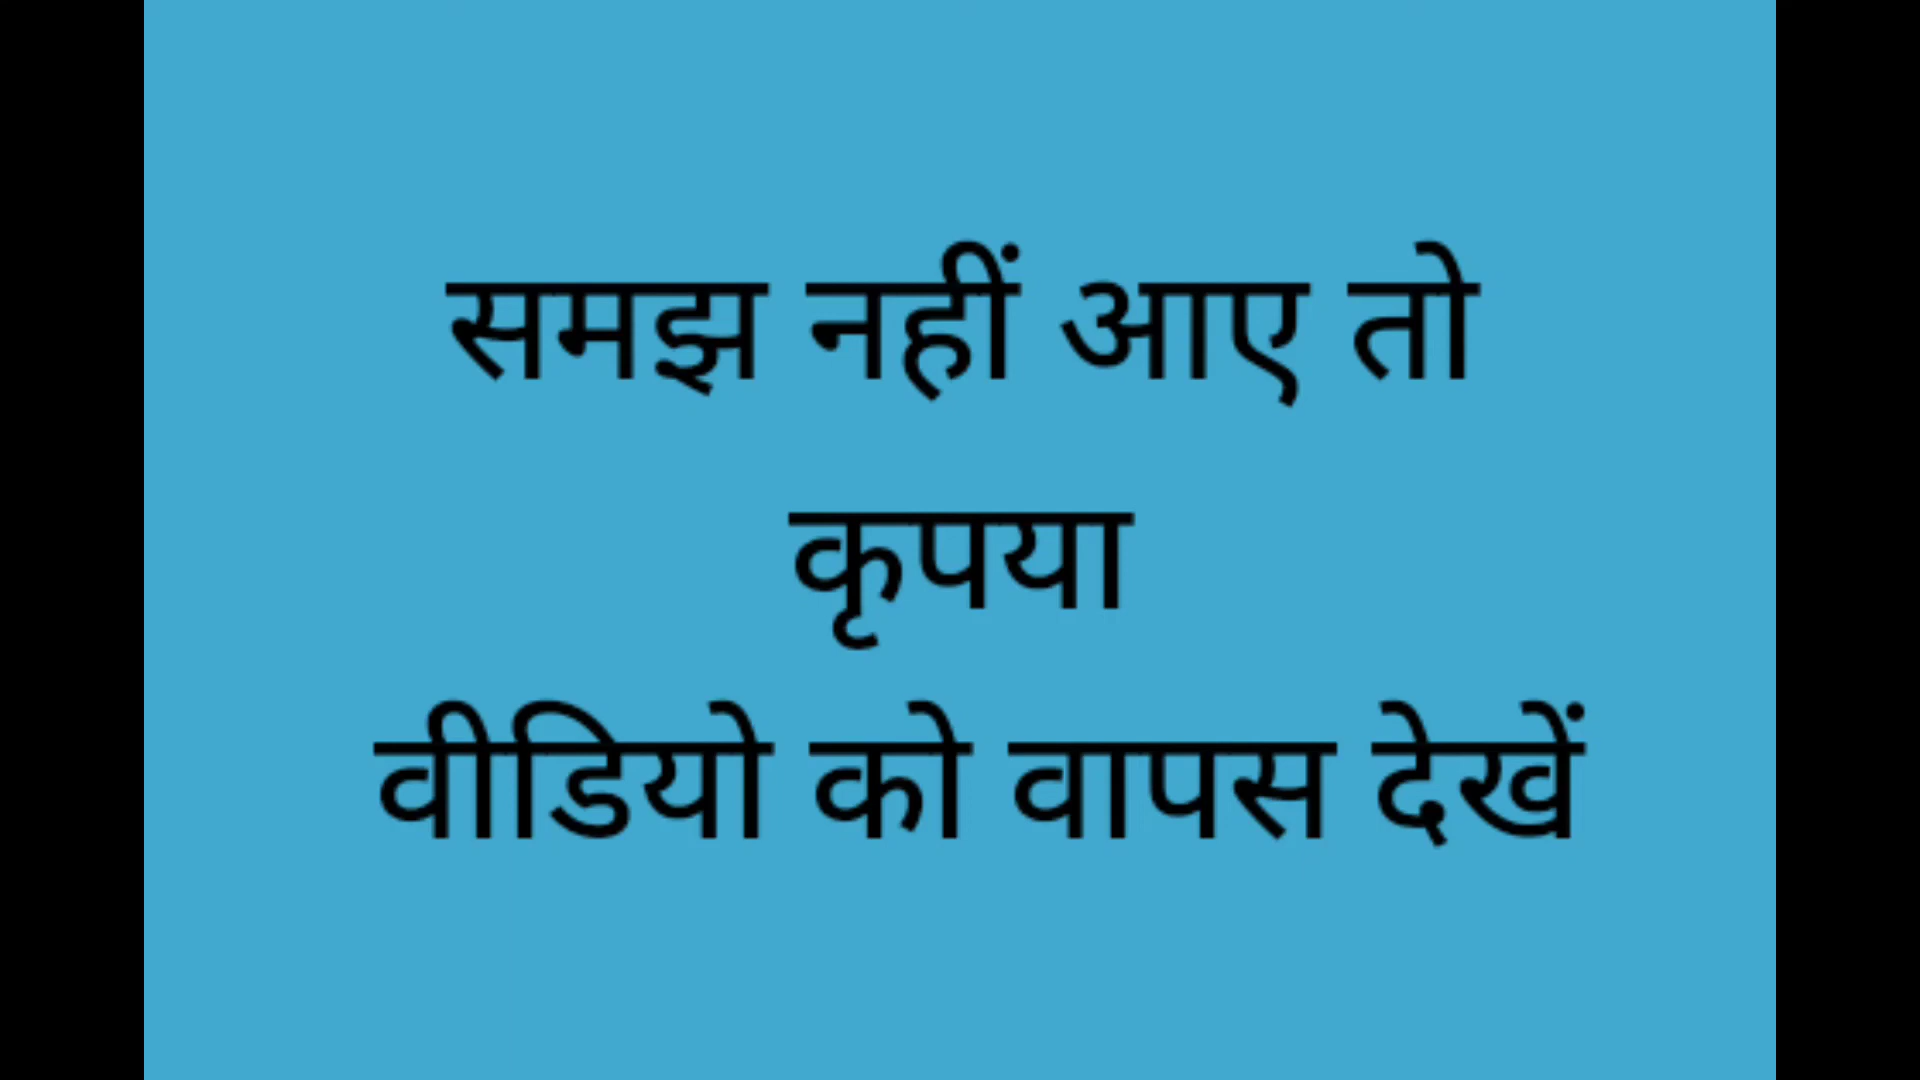 समझ नहीं आए तो
कृपया
वीडियो को वापस देखें